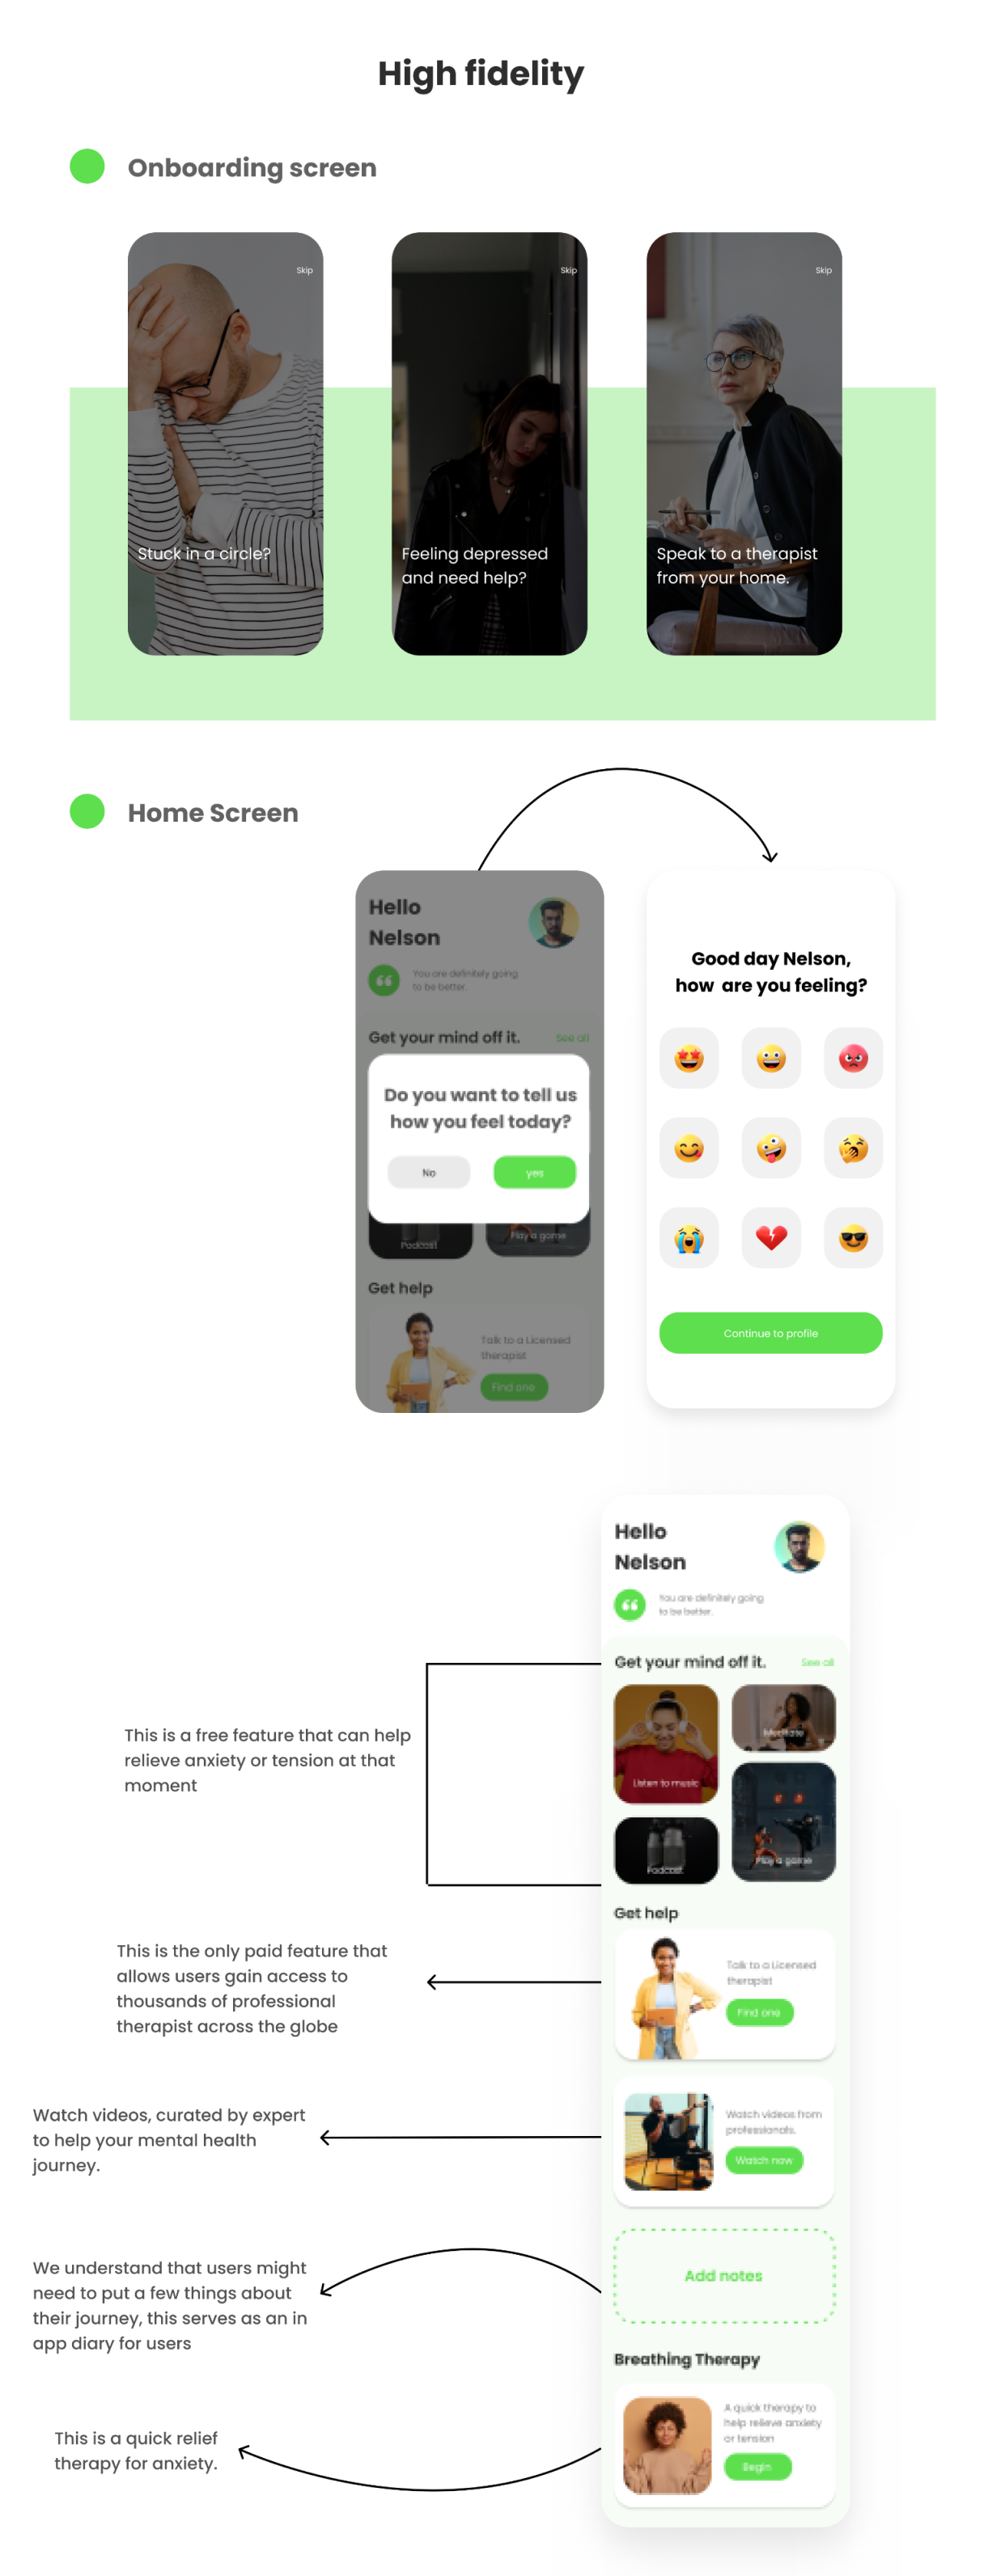 High fidelity
Onboarding screen
Skip
Stuck in a circle?
Skip
Feeling depressed
and need help?
Skip
Speak to a therapist
from your home.
Home Screen
Hello
Nelson
You are definitely going
to be better.
Get your mind off it.
See all
Do you want to tell us
how you feel today?
No
yes
Podcast
Play a game
Get help
Talk to a Licensed
therapist
Find one
Good day Nelson,
how are you feeling?
Continue to profile
Hello
Nelson
You are definitely going
to be better.
Get your mind off it.
See all
Listen to music
Meditate
Podcast
Play a game
This is a free feature that can help
relieve anxiety or tension at that
moment
Get help
Talk to a Licensed
therapist
Find one
This is the only paid feature that
allows users gain access to
thousands of professional
therapist across the globe
Watch videos from
professionals.
Watch now
Watch videos, curated by expert
to help your mental health
journey.
Add notes
We understand that users might
need to put a few things about
their journey, this serves as an in
app diary for users
Breathing Therapy
A quick therapy to
help relieve anxiety
or tension
Begin
This is a quick relief
therapy for anxiety.